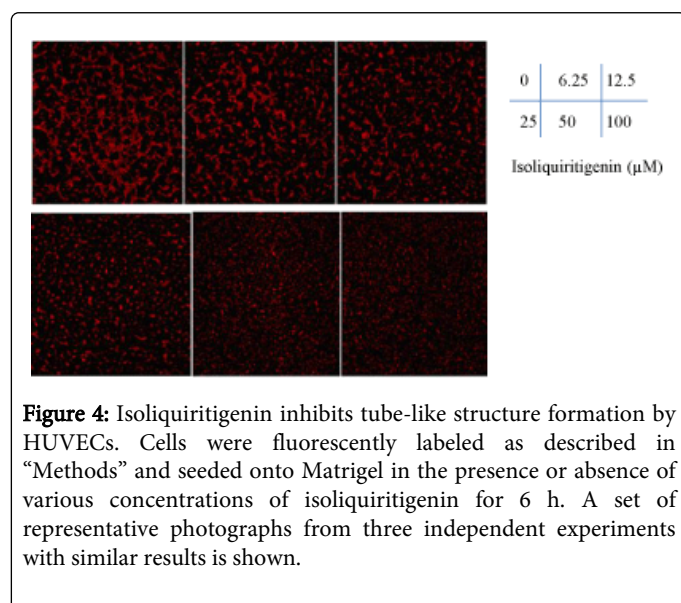 0 6.25 12.5
25 50 100
Isoliquiritigenin (µM)
Figure 4: Isoliquiritigenin inhibits tube-like structure formation by
HUVECs. Cells were fluorescently labeled as described in
“Methods” and seeded onto Matrigel in the presence or absence of
various concentrations of isoliquiritigenin for 6 h. A set of
representative photographs from three independent experiments
with similar results is shown.